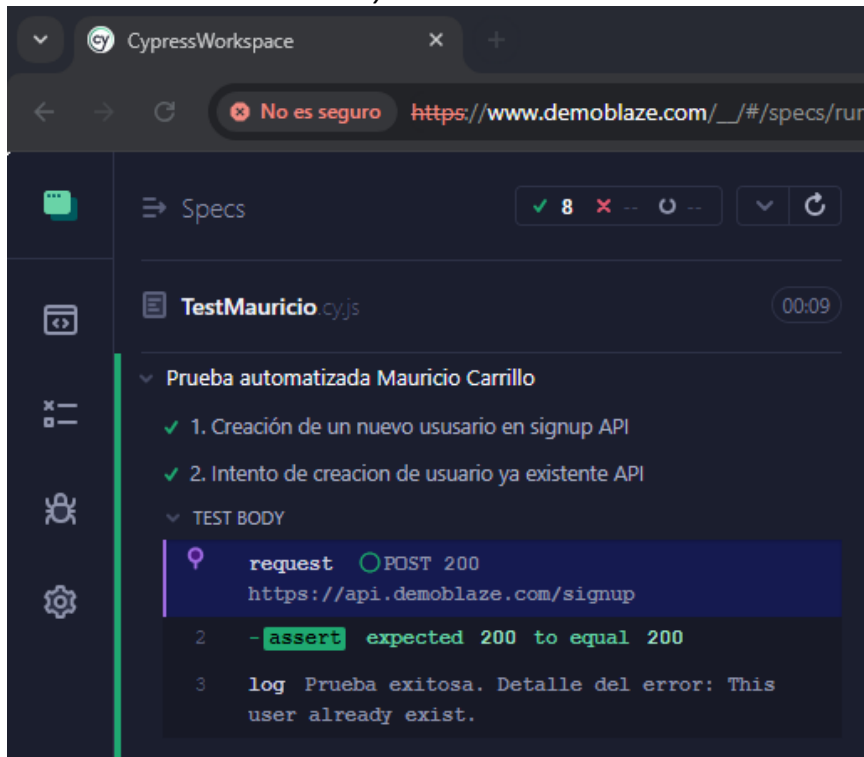 cy CypressWorkspace
No es seguro https://www.demoblaze.com/__/#/specs/run
Specs
8 -- --
TestMauricio.cy.js 00:09
Prueba automatizada Mauricio Carrillo
1. Creación de un nuevo ususario en signup API
2. Intento de creacion de usuario ya existente API
TEST BODY
request POST 200
https://api.demoblaze.com/signup
2 -assert expected 200 to equal 200
3 log Prueba exitosa. Detalle del error: This
user already exist.